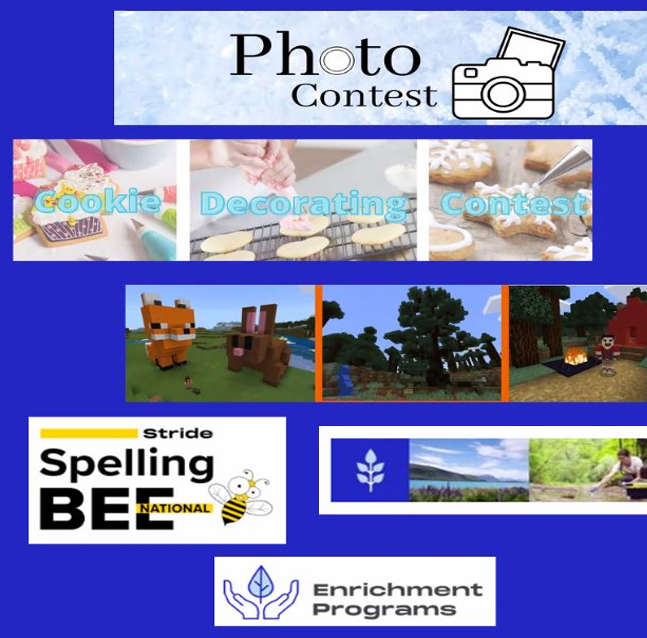 Photo
Contest
Cookie Decorating Contest
Stride
Spelling
BEE
NATIONAL
Enrichment
Programs